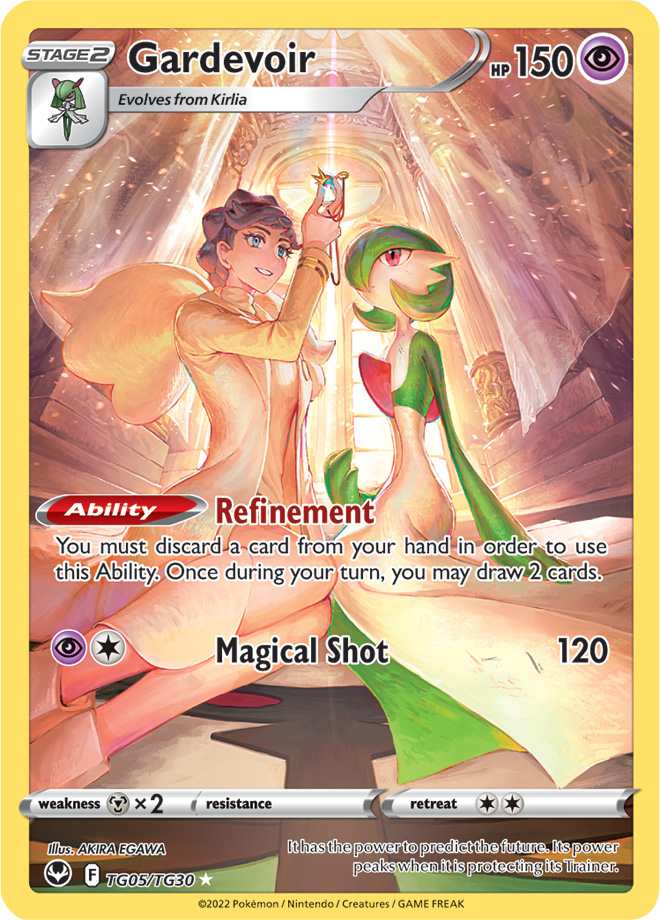 STAGE 2
Gardevoir
HP 150
Evolves from Kirlia
Ability
Refinement
You must discard a card from your hand in order to use
this Ability. Once during your turn, you may draw 2 cards.
Magical Shot 120
weakness ×2 resistance retreat
Illus. AKIRA EGAWA
It has the power to predict the future. Its power
peaks when it is protecting its Trainer.
F TG05/TG30
©2022 Pokémon / Nintendo / Creatures / GAME FREAK